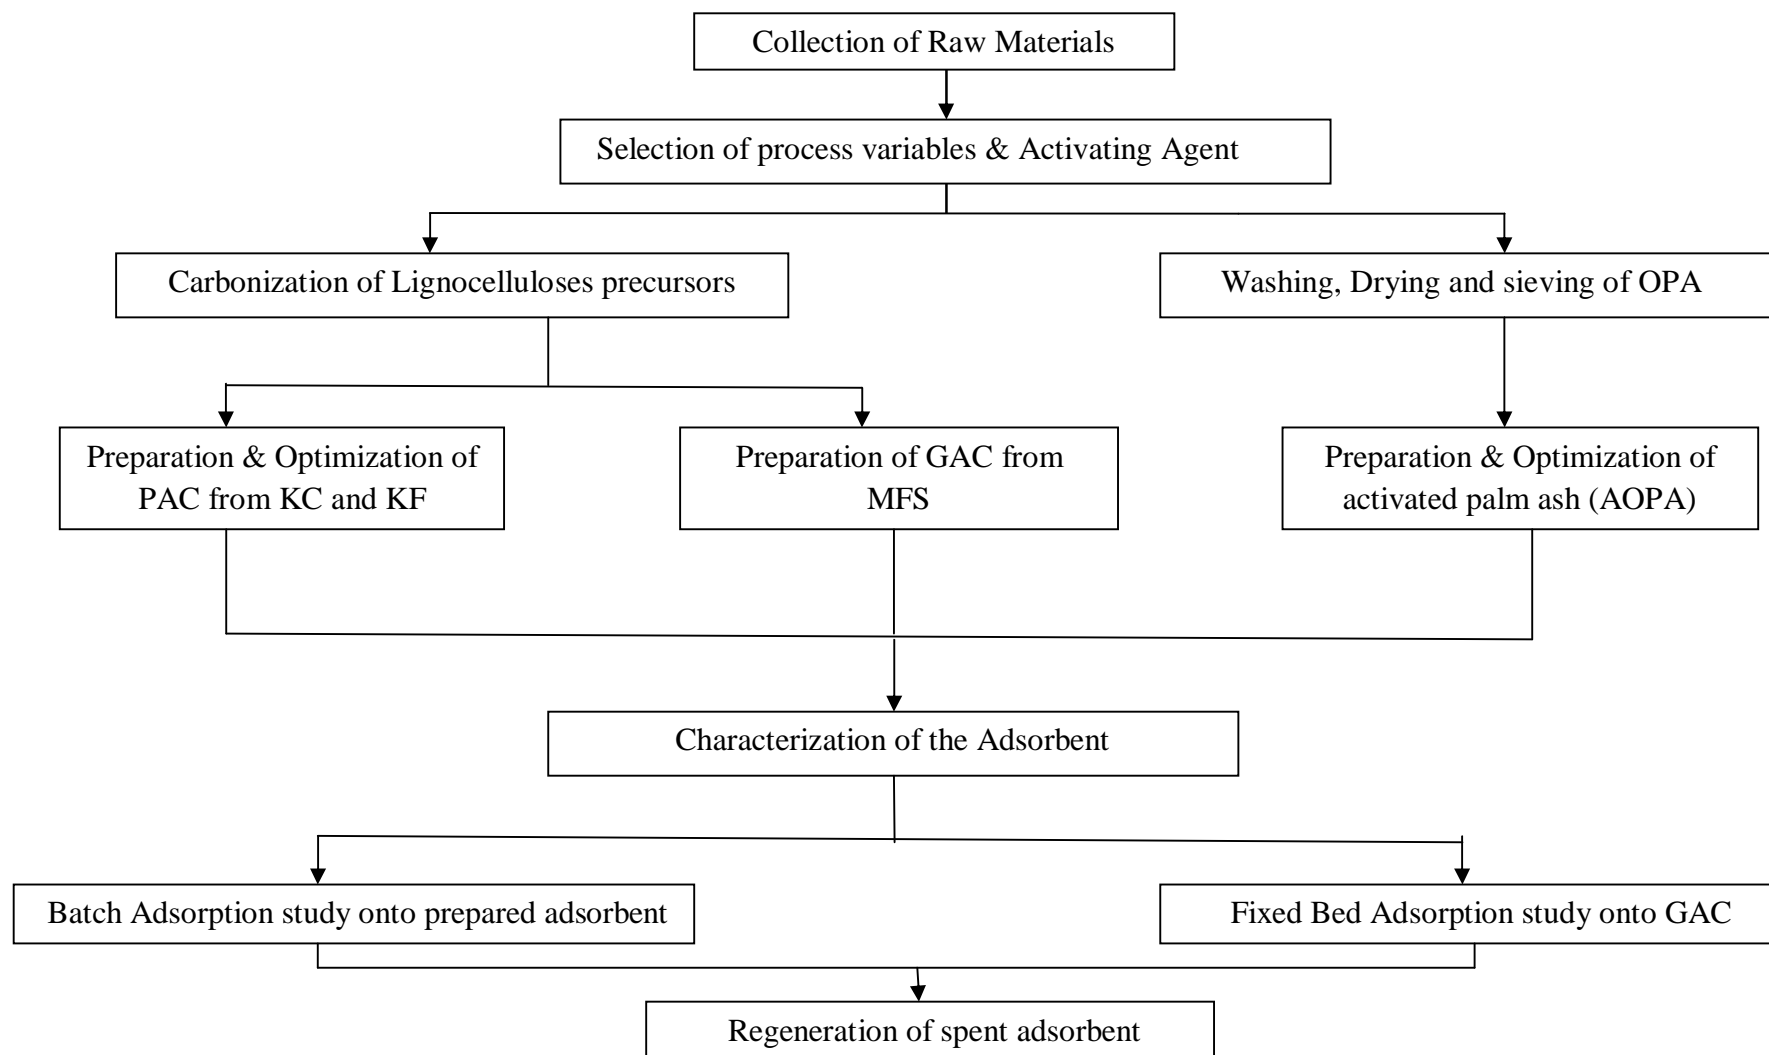 Collection of Raw Materials
Selection of process variables & Activating Agent
Carbonization of Lignocelluloses precursors
Washing, Drying and sieving of OPA
Preparation & Optimization of
PAC from KC and KF
Preparation of GAC from
MFS
Preparation & Optimization of
activated palm ash (AOPA)
Characterization of the Adsorbent
Batch Adsorption study onto prepared adsorbent
Fixed Bed Adsorption study onto GAC
Regeneration of spent adsorbent